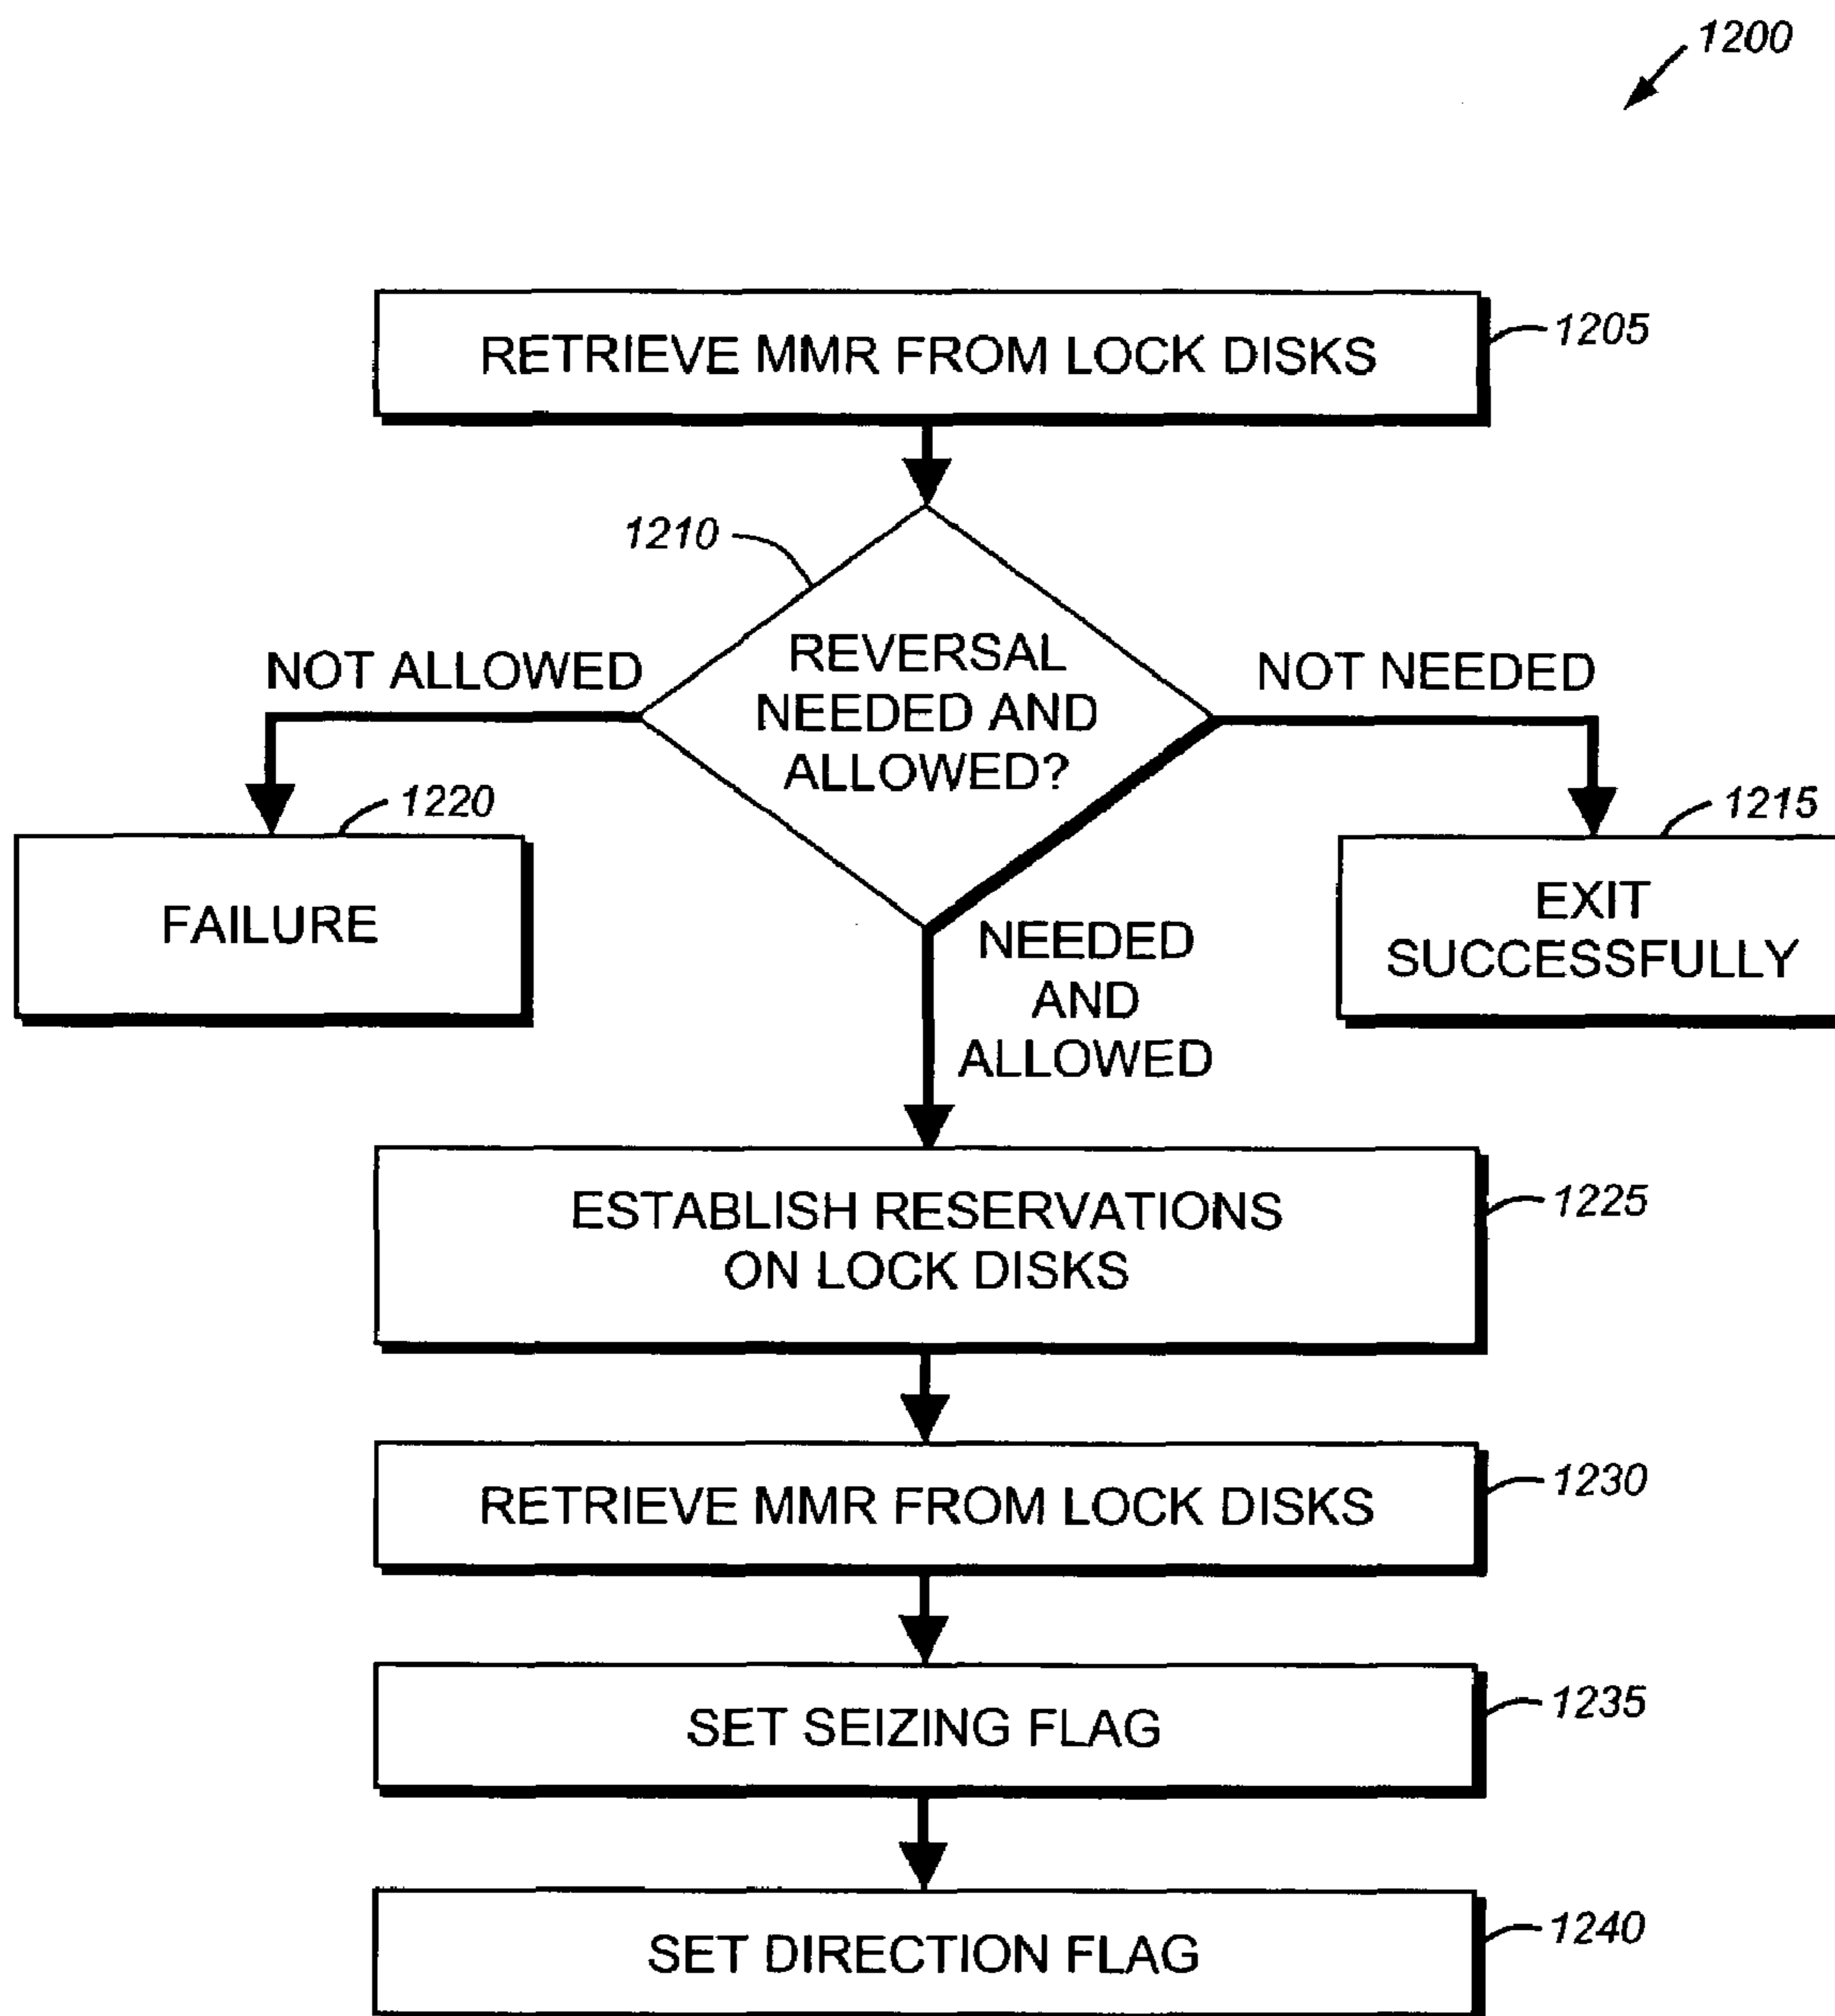 1200
RETRIEVE MMR FROM LOCK DISKS
1205
1210
REVERSAL
NEEDED AND
ALLOWED?
NOT ALLOWED
NOT NEEDED
1220
FAILURE
1215
EXIT
SUCCESSFULLY
NEEDED
AND
ALLOWED
ESTABLISH RESERVATIONS
ON LOCK DISKS
1225
RETRIEVE MMR FROM LOCK DISKS
1230
SET SEIZING FLAG
1235
SET DIRECTION FLAG
1240